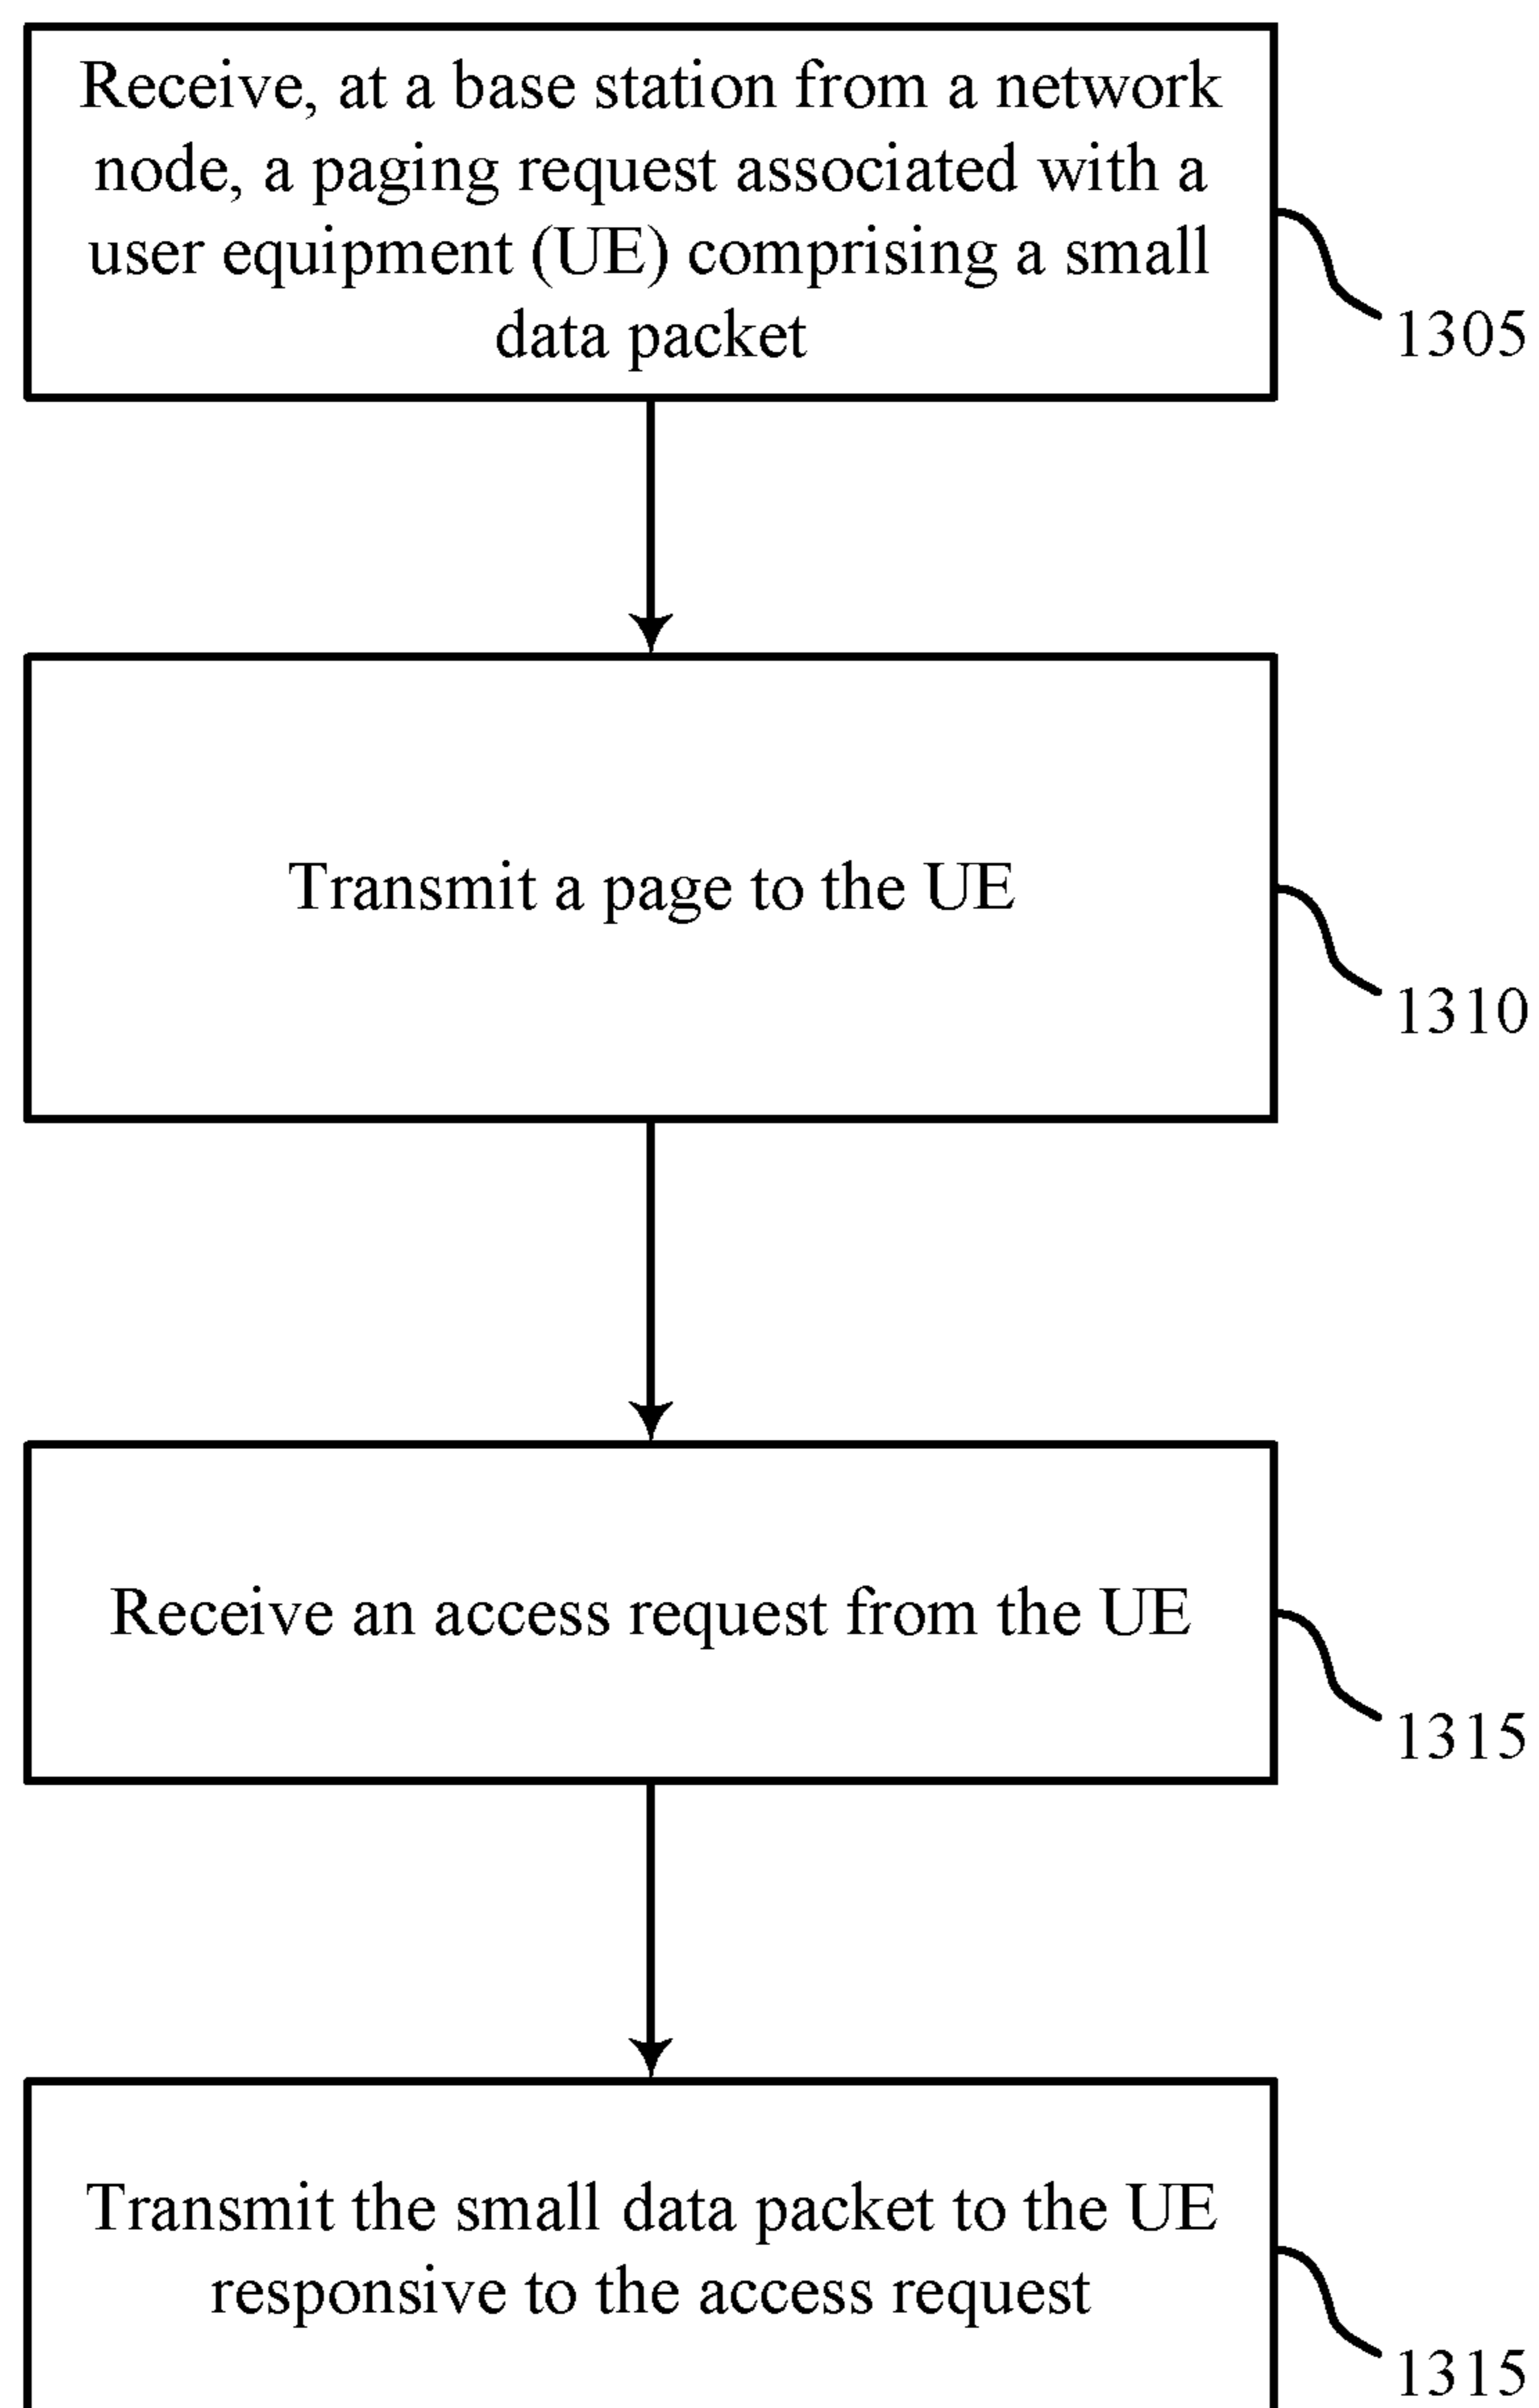 Receive, at a base station from a network
node, a paging request associated with a
user equipment (UE) comprising a small
data packet
1305
Transmit a page to the UE
1310
Receive an access request from the UE
1315
Transmit the small data packet to the UE
responsive to the access request
1315